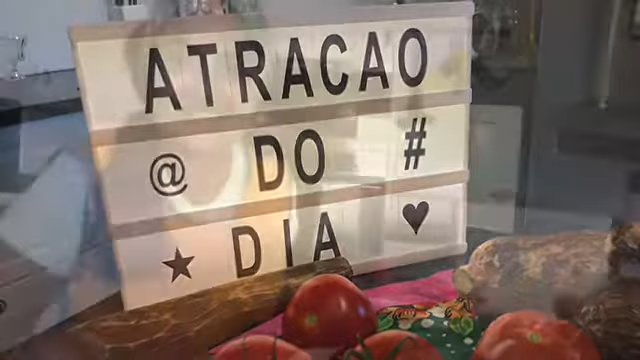 ATRACAO
@ DO #
★ DIA ♥